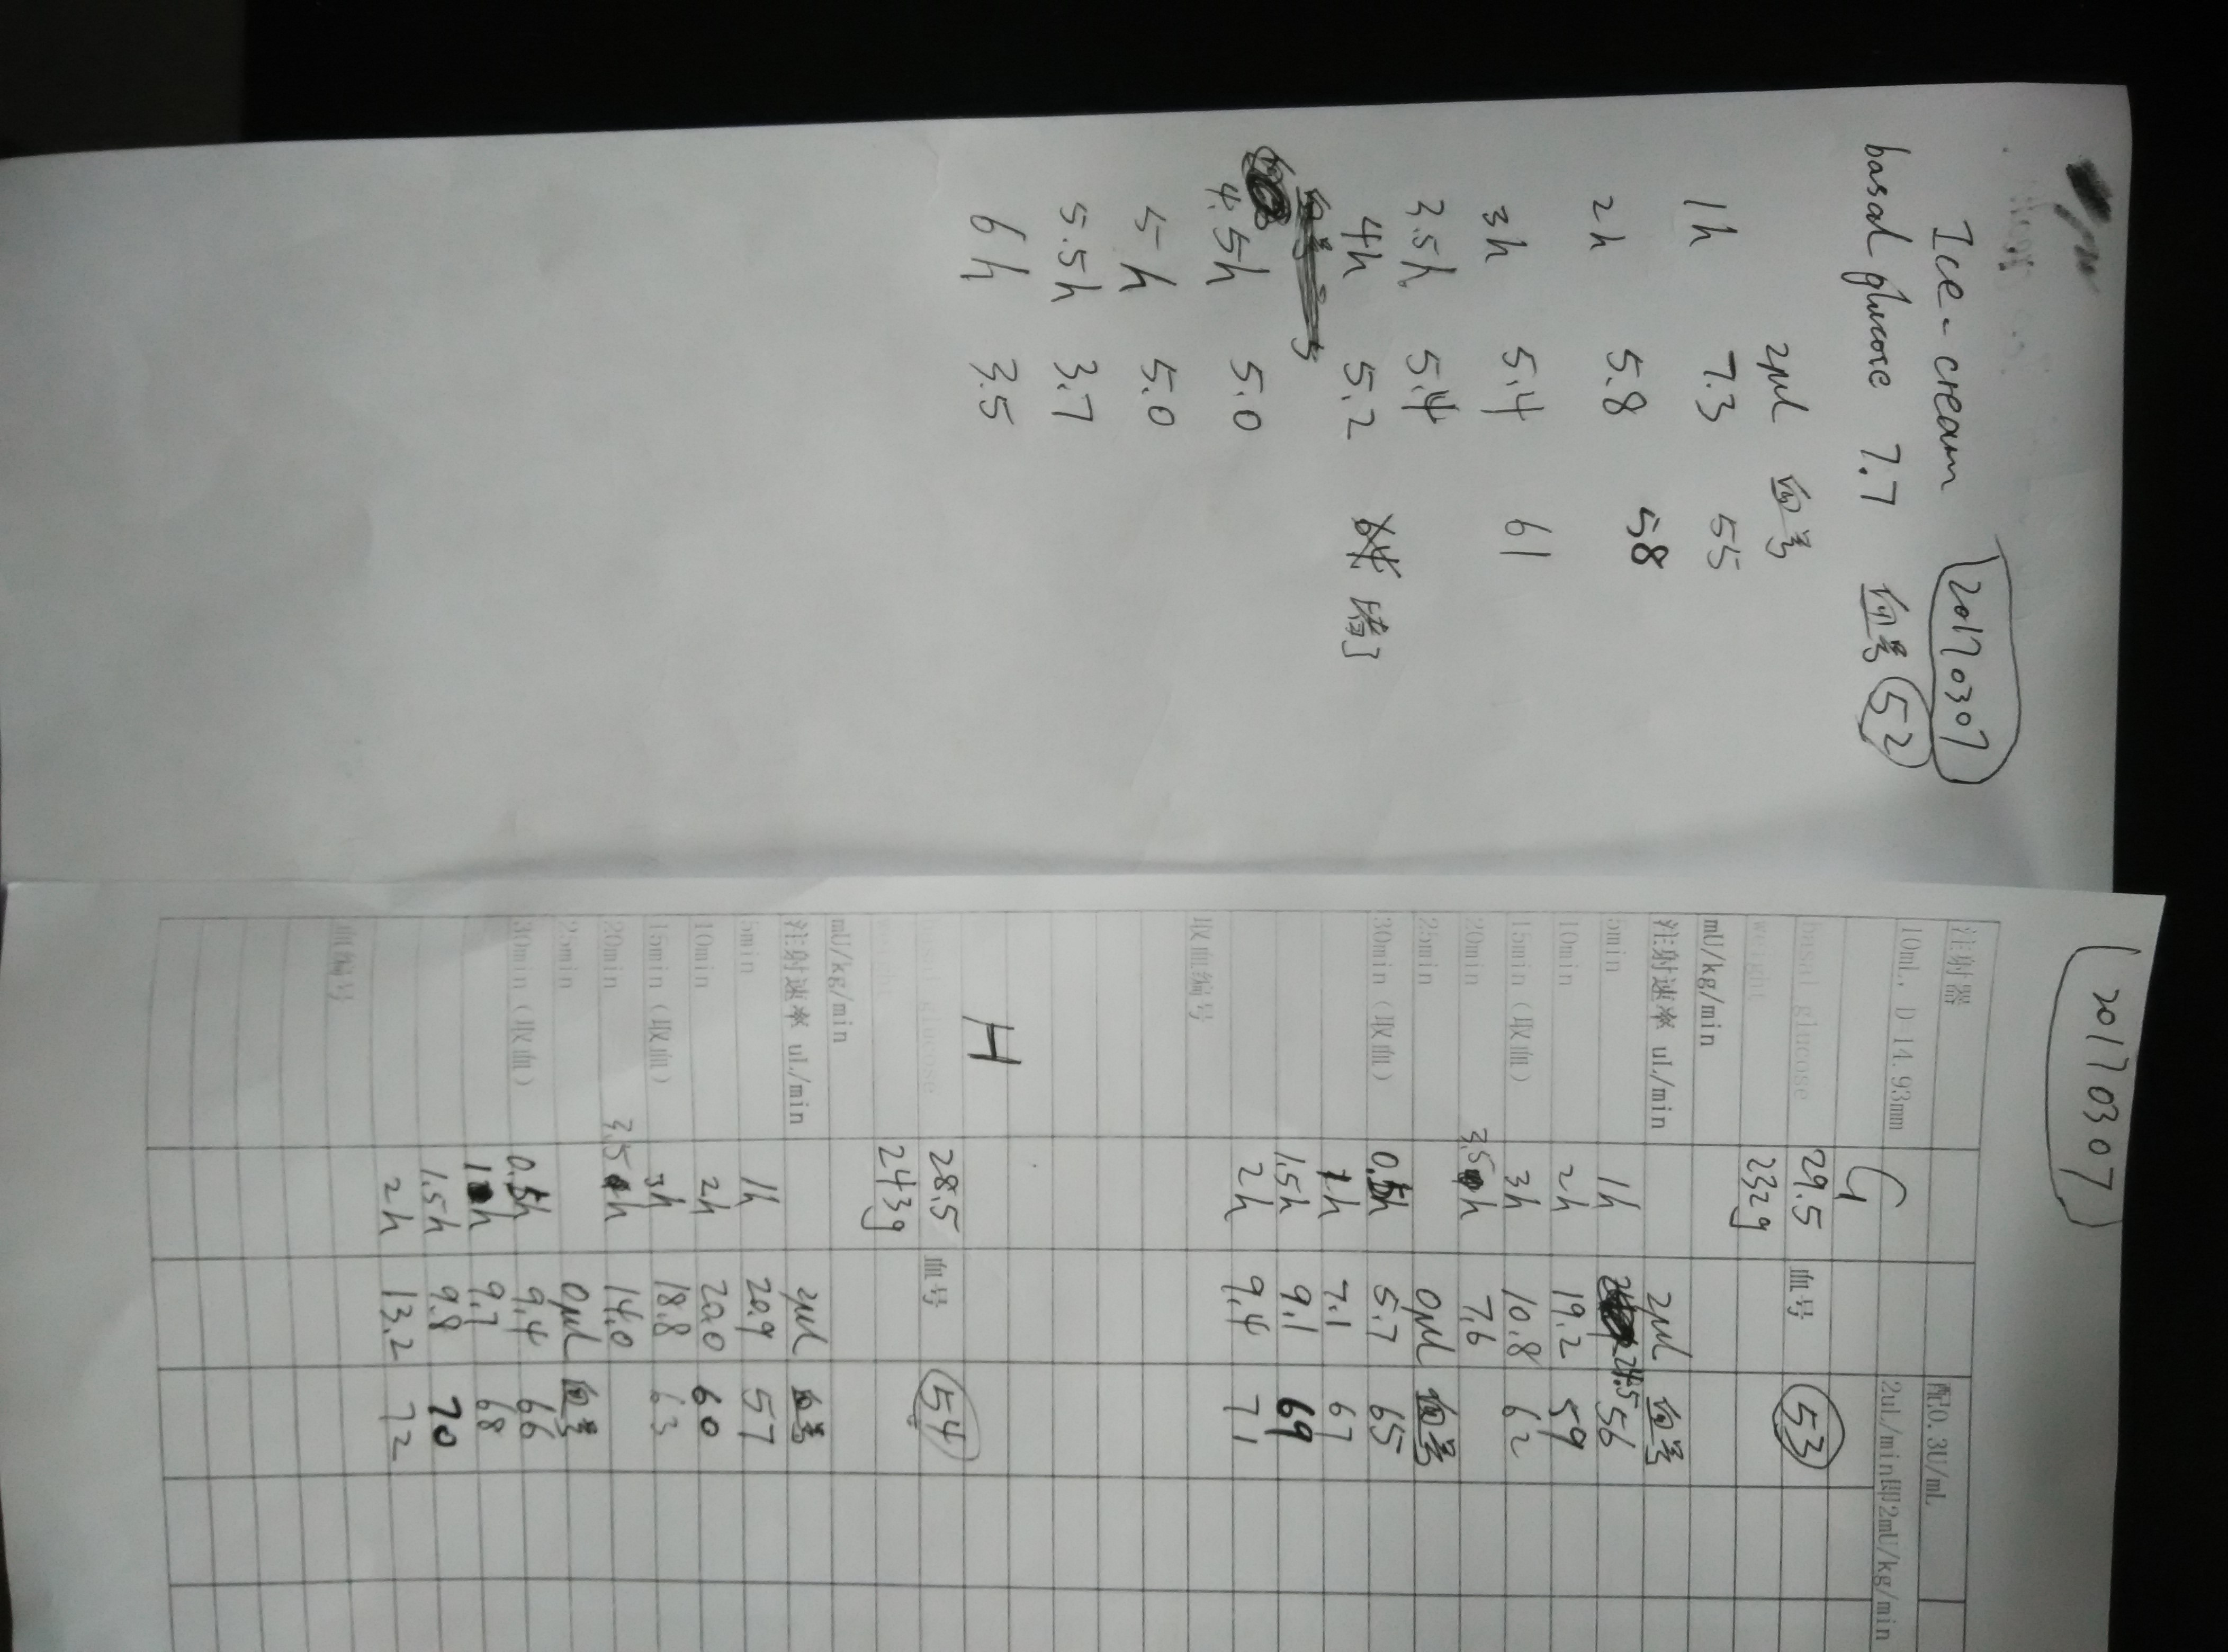 Ice-cream 20170307
basal glucose 7.7 血号 52
2μl 血号
1h 7.3 55
2h 5.8 58
3h 5.4 61
3.5h 5.4
4h 5.2
4.5h 5.0
5h 5.0
5.5h 3.7
6h 3.5
20170307
注射器 配0.3U/mL
10mL, D 14.93mm 2uL/min即2mU/kg/min
G
basal glucose 29.5 血号 53
weight 232g
mU/kg/min
注射速率 uL/min 2μl 血号
5min 1h 24.5 56
10min 2h 19.2 59
15min（取血） 3h 10.8 62
20min 3.5h 7.6
25min 0μl 血号
30min（取血） 0.5h 5.7 65
1h 7.1 67
1.5h 9.1 69
取血编号 2h 9.4 71
H
basal glucose 28.5 血号 54
weight 243g
mU/kg/min
注射速率 uL/min 2μl 血号
5min 1h 20.9 57
10min 2h 20.0 60
15min（取血） 3h 18.8 63
20min 3.5h 14.0
25min 0μl 血号
30min（取血） 0.5h 9.4 66
1h 9.7 68
1.5h 9.8 70
2h 13.2 72
血编号